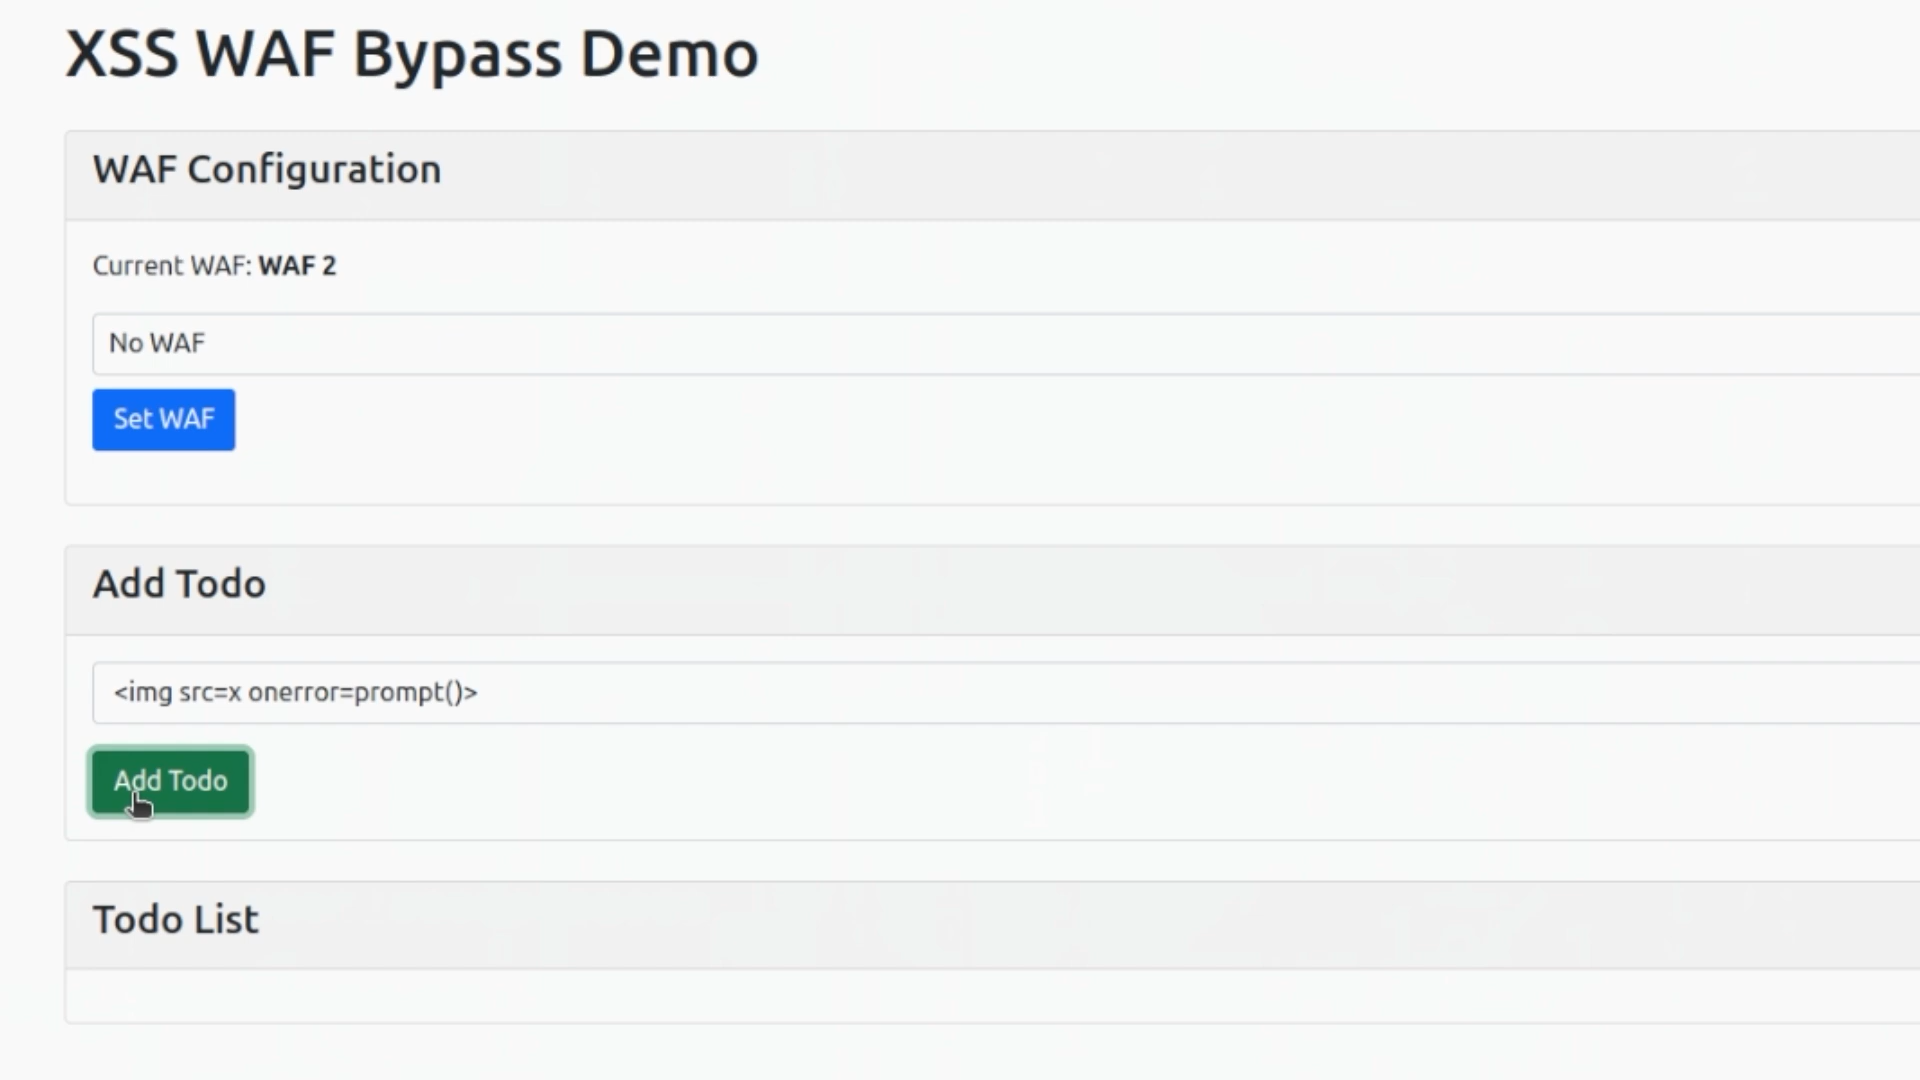 XSS WAF Bypass Demo
WAF Configuration
Current WAF: WAF 2
No WAF
Set WAF
Add Todo
<img src=x onerror=prompt()>
Add Todo
Todo List